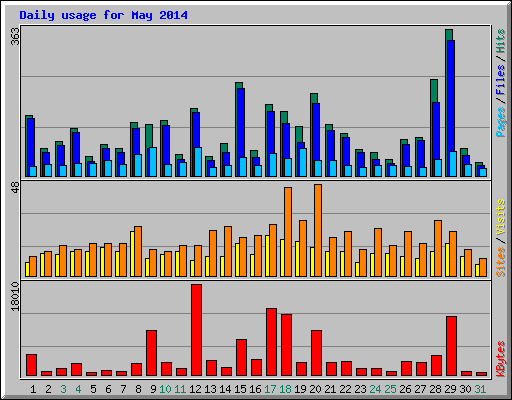 Daily usage for May 2014
363
Pages / Files / Hits
48
Sites / Visits
18010
KBytes
1 2 3 4 5 6 7 8 9 10 11 12 13 14 15 16 17 18 19 20 21 22 23 24 25 26 27 28 29 30 31